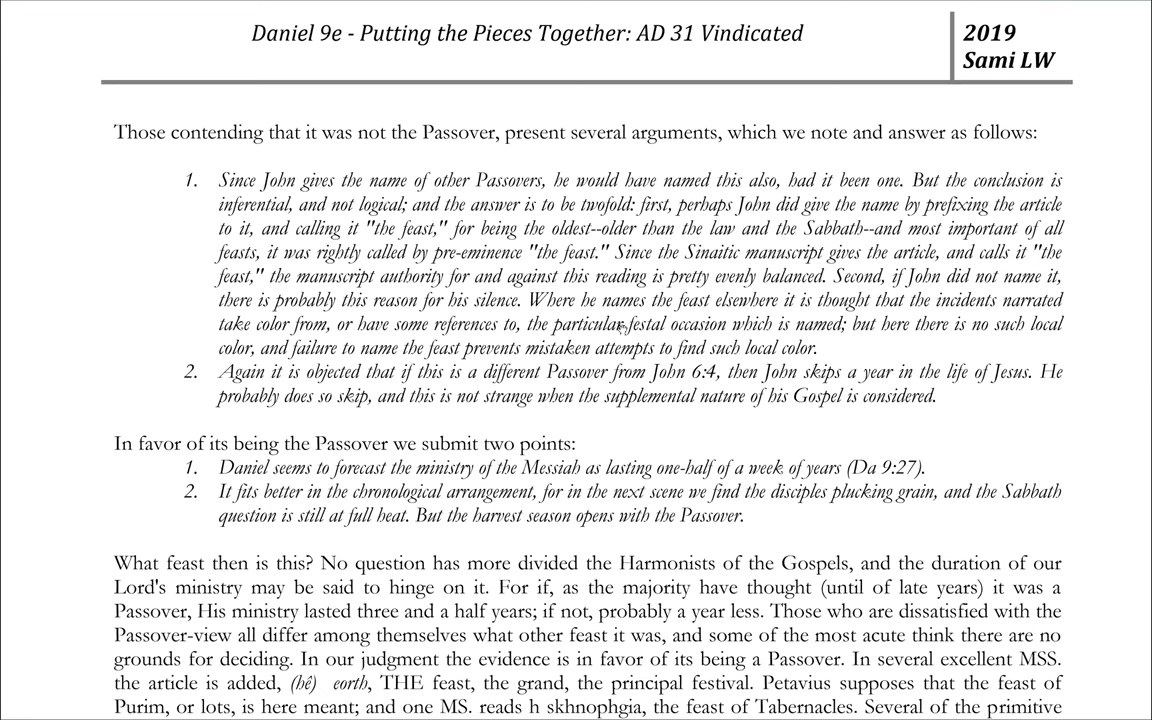 Daniel 9e - Putting the Pieces Together: AD 31 Vindicated
2019
Sami LW
Those contending that it was not the Passover, present several arguments, which we note and answer as follows:
1. Since John gives the name of other Passovers, he would have named this also, had it been one. But the conclusion is
inferential, and not logical; and the answer is to be twofold: first, perhaps John did give the name by prefixing the article
to it, and calling it "the feast," for being the oldest--older than the law and the Sabbath--and most important of all
feasts, it was rightly called by pre-eminence "the feast." Since the Sinaitic manuscript gives the article, and calls it "the
feast," the manuscript authority for and against this reading is pretty evenly balanced. Second, if John did not name it,
there is probably this reason for his silence. Where he names the feast elsewhere it is thought that the incidents narrated
take color from, or have some references to, the particular festal occasion which is named; but here there is no such local
color, and failure to name the feast prevents mistaken attempts to find such local color.
2. Again it is objected that if this is a different Passover from John 6:4, then John skips a year in the life of Jesus. He
probably does so skip, and this is not strange when the supplemental nature of his Gospel is considered.
In favor of its being the Passover we submit two points:
1. Daniel seems to forecast the ministry of the Messiah as lasting one-half of a week of years (Da 9:27).
2. It fits better in the chronological arrangement, for in the next scene we find the disciples plucking grain, and the Sabbath
question is still at full heat. But the harvest season opens with the Passover.
What feast then is this? No question has more divided the Harmonists of the Gospels, and the duration of our
Lord's ministry may be said to hinge on it. For if, as the majority have thought (until of late years) it was a
Passover, His ministry lasted three and a half years; if not, probably a year less. Those who are dissatisfied with the
Passover-view all differ among themselves what other feast it was, and some of the most acute think there are no
grounds for deciding. In our judgment the evidence is in favor of its being a Passover. In several excellent MSS.
the article is added, (hê) eorth, THE feast, the grand, the principal festival. Petavius supposes that the feast of
Purim, or lots, is here meant; and one MS. reads h skhnophgia, the feast of Tabernacles. Several of the primitive